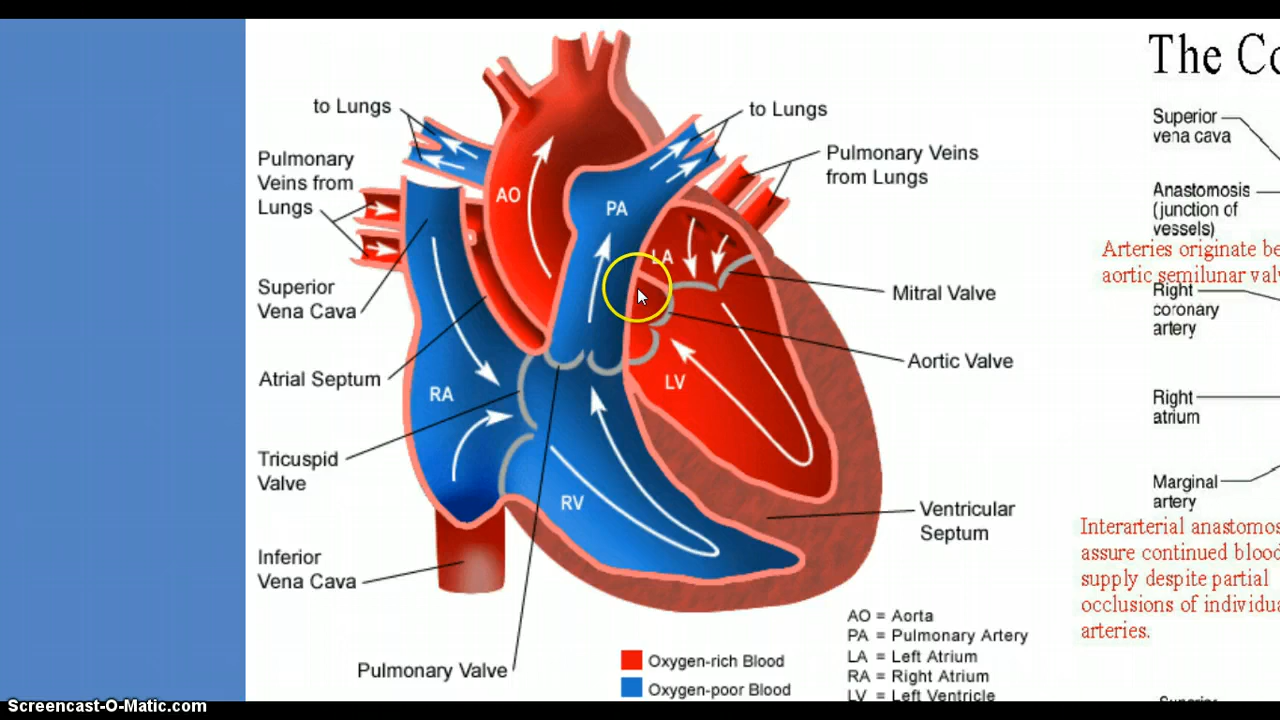 to Lungs
to Lungs
Pulmonary
Veins from
Lungs
Pulmonary Veins
from Lungs
AO
PA
LA
Superior
Vena Cava
Mitral Valve
Aortic Valve
Atrial Septum
RA
LV
Tricuspid
Valve
RV
Ventricular
Septum
Inferior
Vena Cava
Pulmonary Valve
Oxygen-rich Blood
Oxygen-poor Blood
AO = Aorta
PA = Pulmonary Artery
LA = Left Atrium
RA = Right Atrium
LV = Left Ventricle
The Co
Superior
vena cava
Anastomosis
(junction of
vessels)
Arteries originate be
aortic semilunar val
Right
coronary
artery
Right
atrium
Marginal
artery
Interarterial anastomos
assure continued blood
supply despite partial
occlusions of individua
arteries.
Superior
Screencast-O-Matic.com